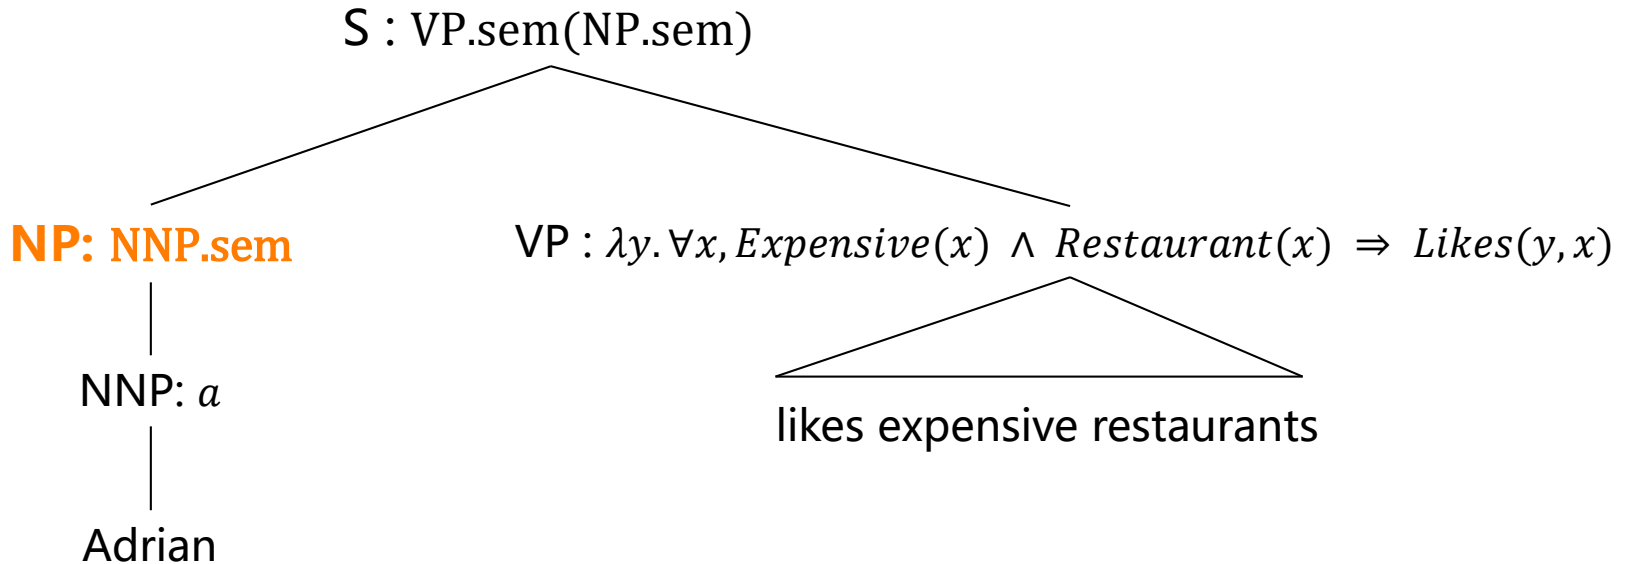 S : VP.sem(NP.sem)
NP: NNP.sem
VP : λy. ∀x, Expensive(x) ∧ Restaurant(x) ⇒ Likes(y, x)
NNP: a
likes expensive restaurants
Adrian